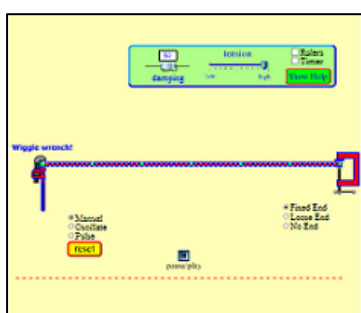 tension
Rulers
Timer
damping
low
high
Show Help
Wiggle wrench!
Manual
Oscillate
Pulse
reset
Fixed End
Loose End
No End
pause/play